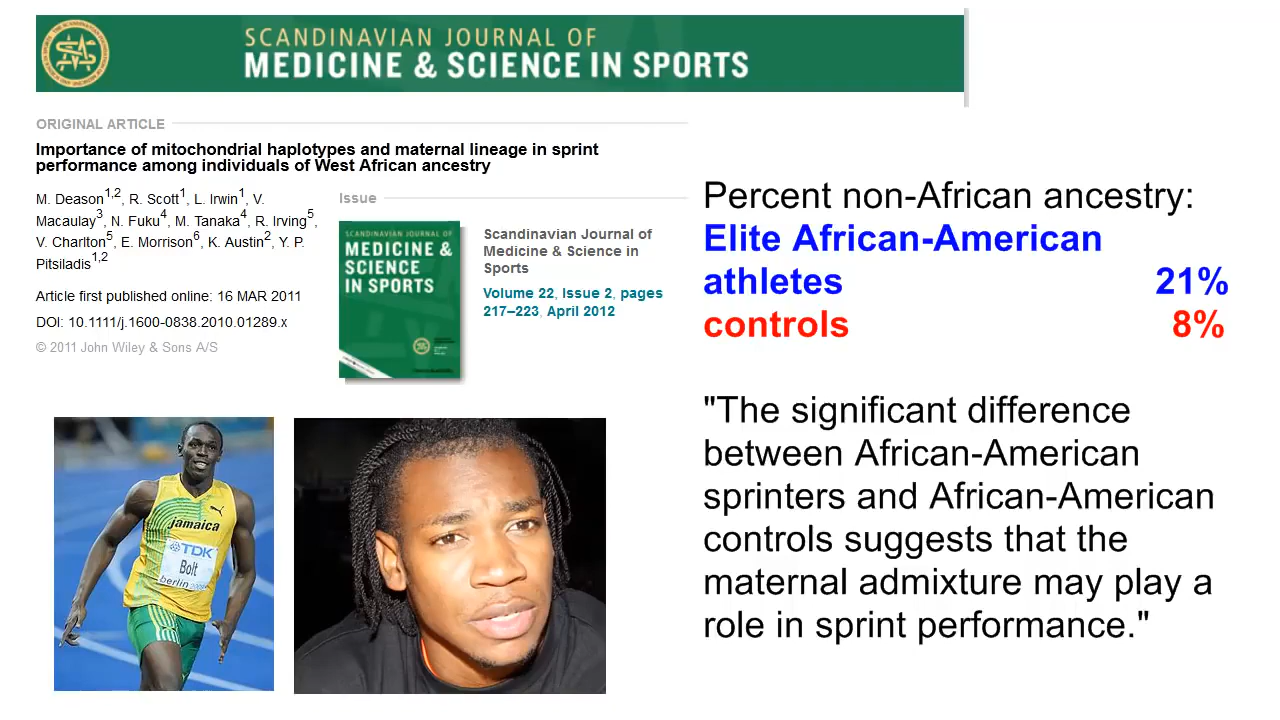 SCANDINAVIAN JOURNAL OF
MEDICINE & SCIENCE IN SPORTS
ORIGINAL ARTICLE
Importance of mitochondrial haplotypes and maternal lineage in sprint
performance among individuals of West African ancestry
M. Deason1,2, R. Scott1, L. Irwin1, V.
Macaulay3, N. Fuku4, M. Tanaka4, R. Irving5,
V. Charlton5, E. Morrison6, K. Austin2, Y. P.
Pitsiladis1,2
Article first published online: 16 MAR 2011
DOI: 10.1111/j.1600-0838.2010.01289.x
© 2011 John Wiley & Sons A/S
Issue
SCANDINAVIAN JOURNAL OF
MEDICINE &
SCIENCE
IN SPORTS
Scandinavian Journal of
Medicine & Science in
Sports
Volume 22, Issue 2, pages
217–223, April 2012
Jamaica
TDK
Bolt
berlin
Percent non-African ancestry:
Elite African-American
athletes 21%
controls 8%
"The significant difference
between African-American
sprinters and African-American
controls suggests that the
maternal admixture may play a
role in sprint performance."